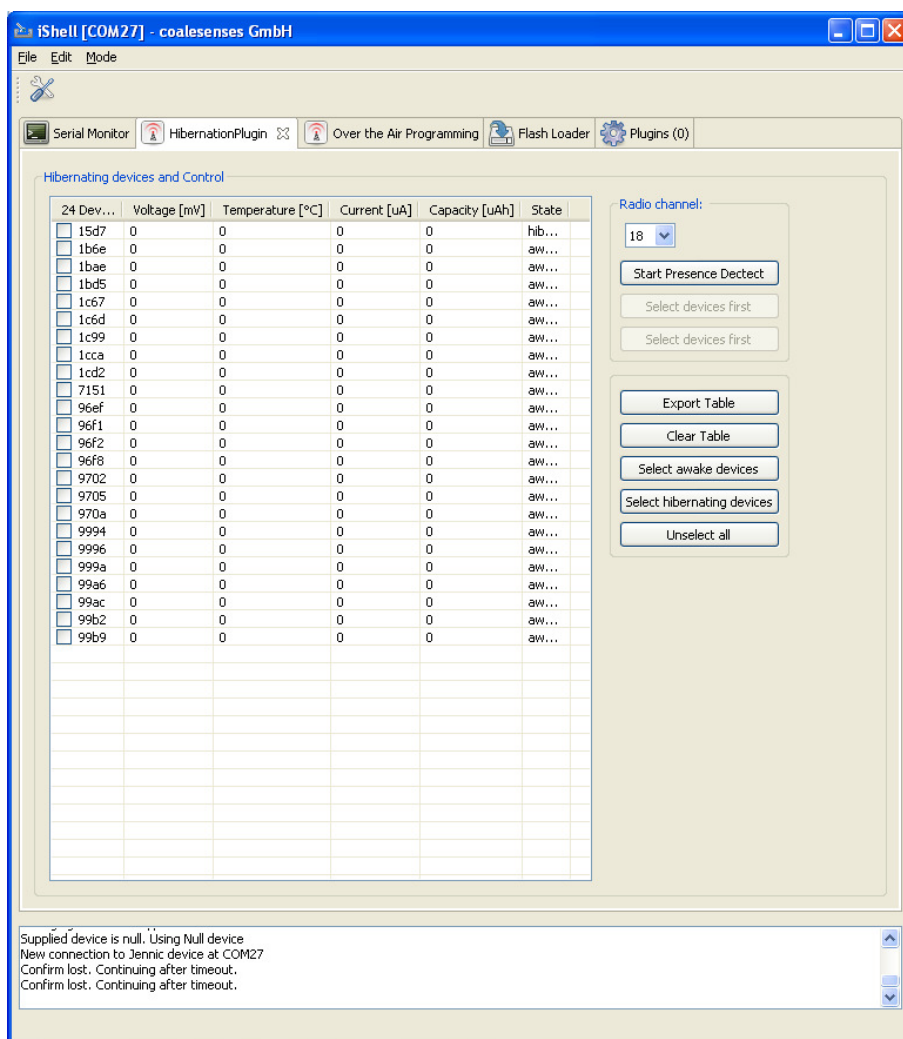 iShell [COM27] - coalesenses GmbH
File Edit Mode
Serial Monitor HibernationPlugin Over the Air Programming Flash Loader Plugins (0)
Hibernating devices and Control
24 Dev... Voltage [mV] Temperature [°C] Current [uA] Capacity [uAh] State
15d7 0 0 0 0 hib...
1b6e 0 0 0 0 aw...
1bae 0 0 0 0 aw...
1bd5 0 0 0 0 aw...
1c67 0 0 0 0 aw...
1c6d 0 0 0 0 aw...
1c99 0 0 0 0 aw...
1cca 0 0 0 0 aw...
1cd2 0 0 0 0 aw...
7151 0 0 0 0 aw...
96ef 0 0 0 0 aw...
96f1 0 0 0 0 aw...
96f2 0 0 0 0 aw...
96f8 0 0 0 0 aw...
9702 0 0 0 0 aw...
9705 0 0 0 0 aw...
970a 0 0 0 0 aw...
9994 0 0 0 0 aw...
9996 0 0 0 0 aw...
999a 0 0 0 0 aw...
99a6 0 0 0 0 aw...
99ac 0 0 0 0 aw...
99b2 0 0 0 0 aw...
99b9 0 0 0 0 aw...
Radio channel:
18
Start Presence Dectect
Select devices first
Select devices first
Export Table
Clear Table
Select awake devices
Select hibernating devices
Unselect all
Supplied device is null. Using Null device
New connection to Jennic device at COM27
Confirm lost. Continuing after timeout.
Confirm lost. Continuing after timeout.